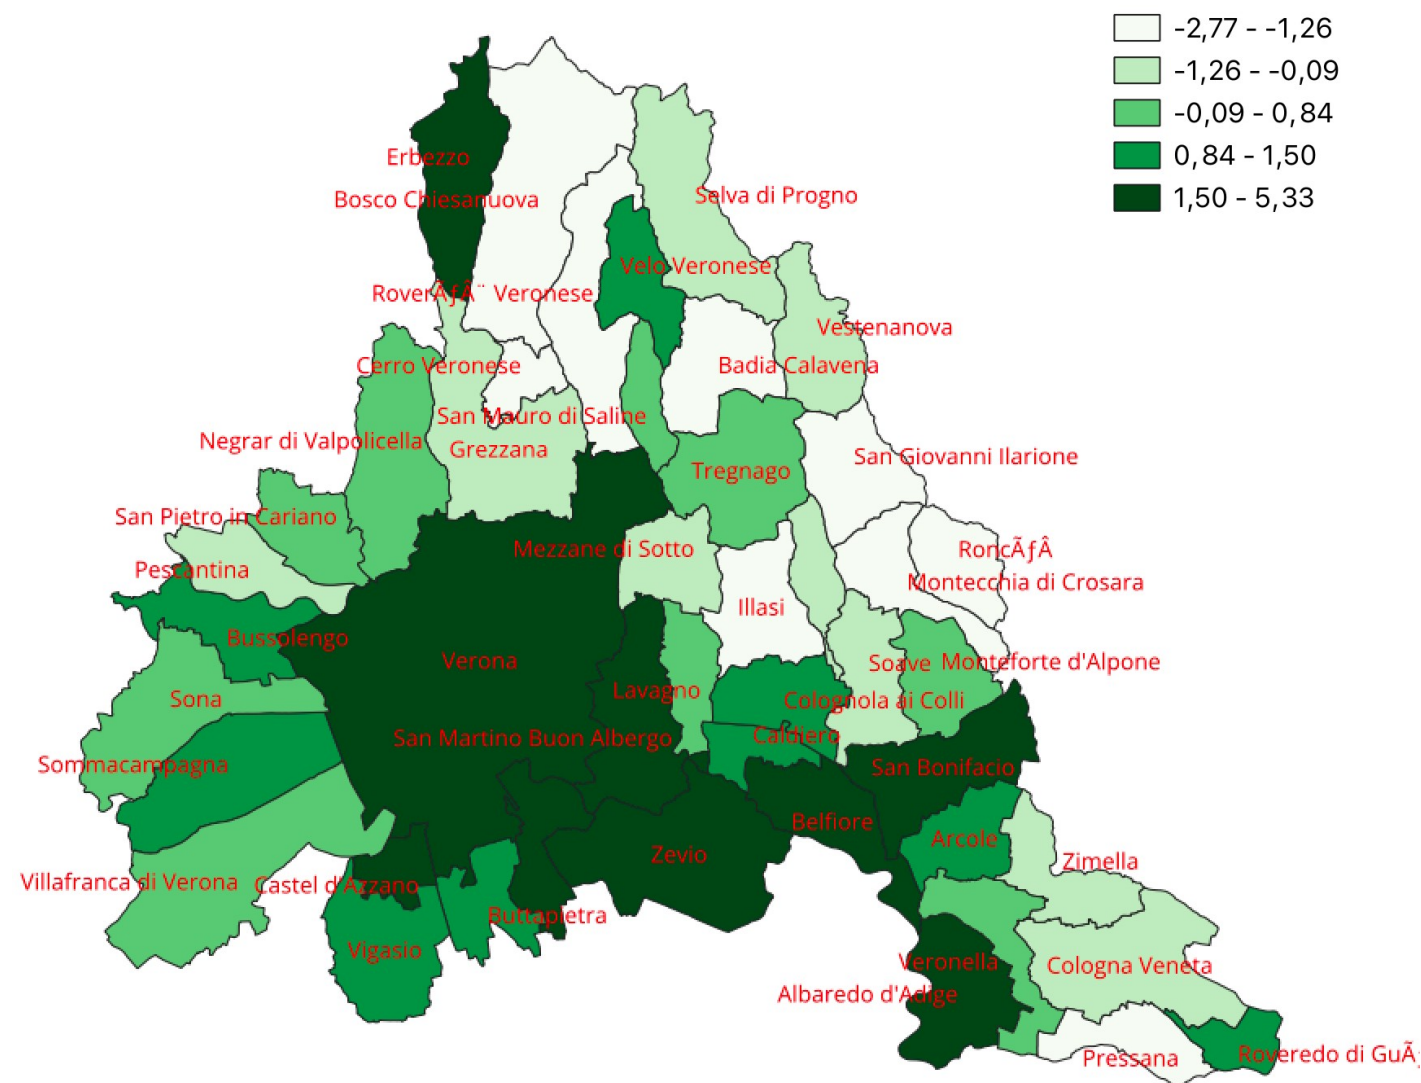 -2,77 - -1,26
-1,26 - -0,09
-0,09 - 0,84
0,84 - 1,50
1,50 - 5,33
Erbezzo
Bosco Chiesanuova
Selva di Progno
Velo Veronese
RoverÃƒÂ¨ Veronese
Vestenanova
Cerro Veronese
Badia Calavena
San Mauro di Saline
Negrar di Valpolicella
Grezzana
San Giovanni Ilarione
Tregnago
San Pietro in Cariano
Mezzane di Sotto
RoncÃƒÂ
Pescantina
Montecchia di Crosara
Illasi
Bussolengo
Verona
Soave
Monteforte d'Alpone
Lavagno
Sona
Colognola ai Colli
Caldiero
San Martino Buon Albergo
Sommacampagna
San Bonifacio
Belfiore
Arcole
Zevio
Zimella
Villafranca di Verona
Castel d'Azzano
Buttapietra
Vigasio
Veronella
Cologna Veneta
Albaredo d'Adige
Pressana
Roveredo di GuÃƒ